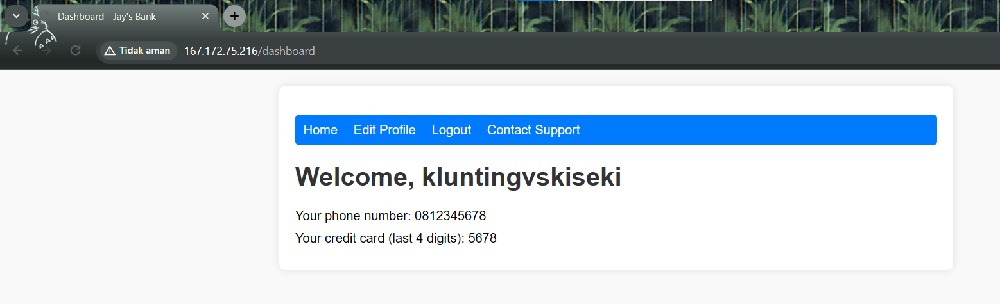 Dashboard - Jay's Bank
Tidak aman 167.172.75.216/dashboard
Home Edit Profile Logout Contact Support
Welcome, kluntingvskiseki
Your phone number: 0812345678
Your credit card (last 4 digits): 5678